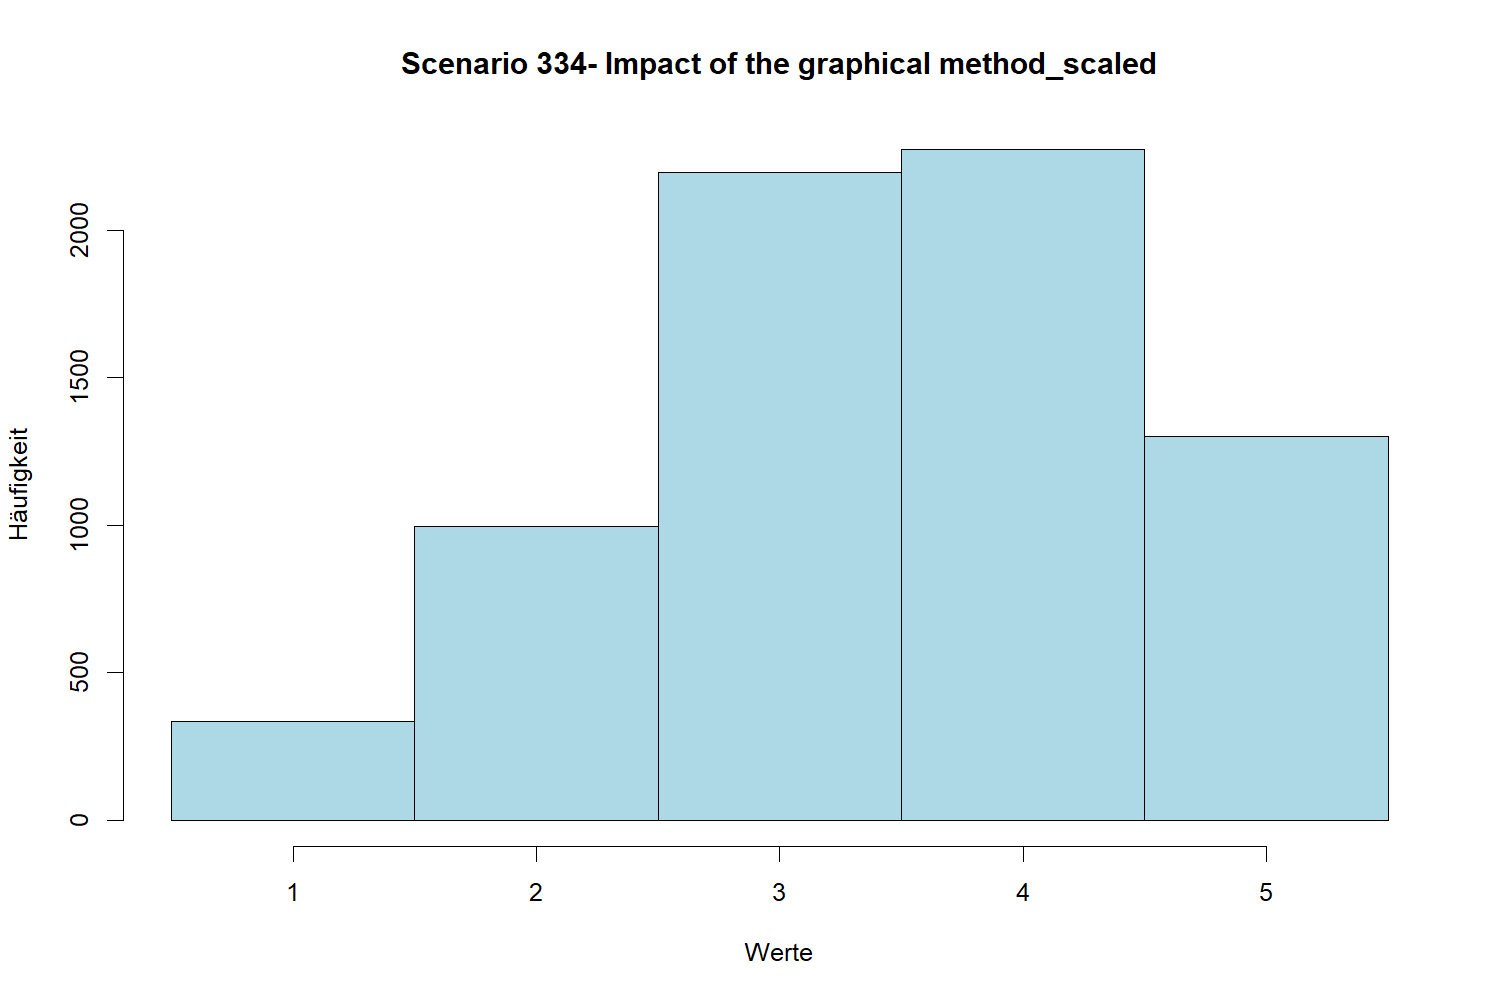 Scenario 334- Impact of the graphical method_scaled
Häufigkeit
2000
1500
1000
500
0
1 2 3 4 5
Werte